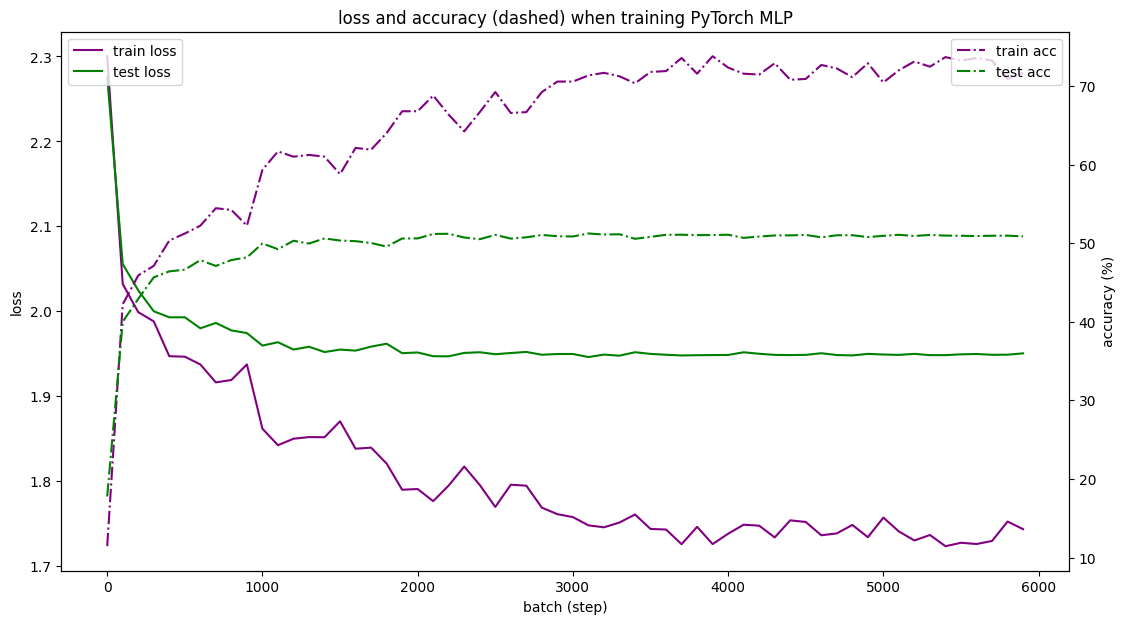 loss and accuracy (dashed) when training PyTorch MLP
train loss
test loss
train acc
test acc
2.3
2.2
2.1
2.0
1.9
1.8
1.7
loss
70
60
50
40
30
20
10
accuracy (%)
0 1000 2000 3000 4000 5000 6000
batch (step)